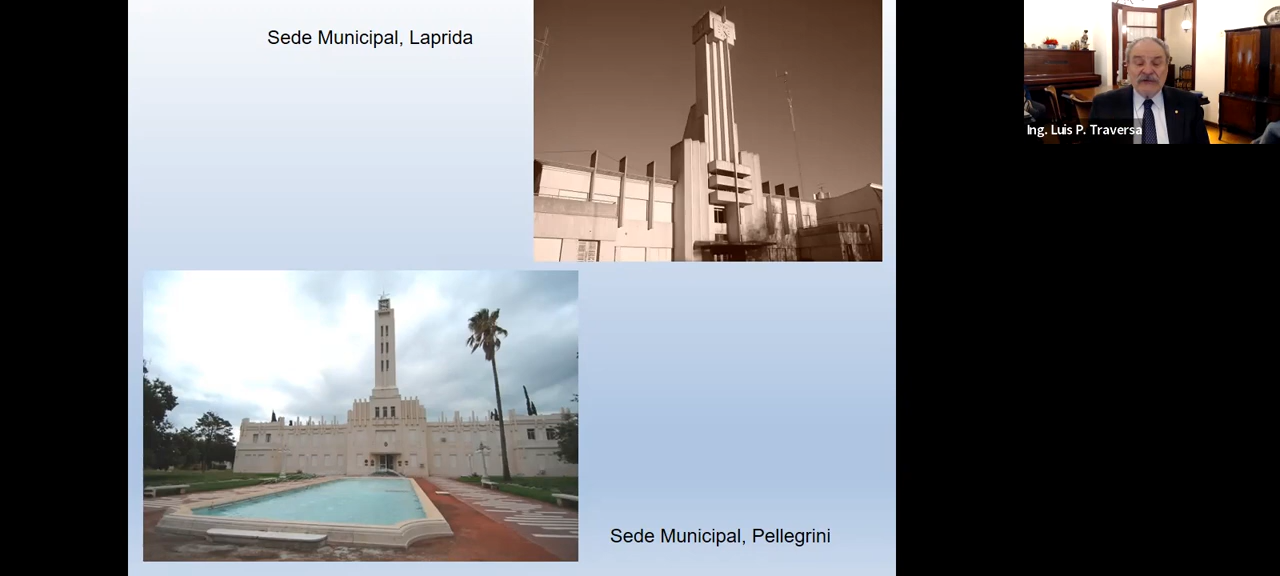 Sede Municipal, Laprida
Ing. Luis P. Traversa
Sede Municipal, Pellegrini